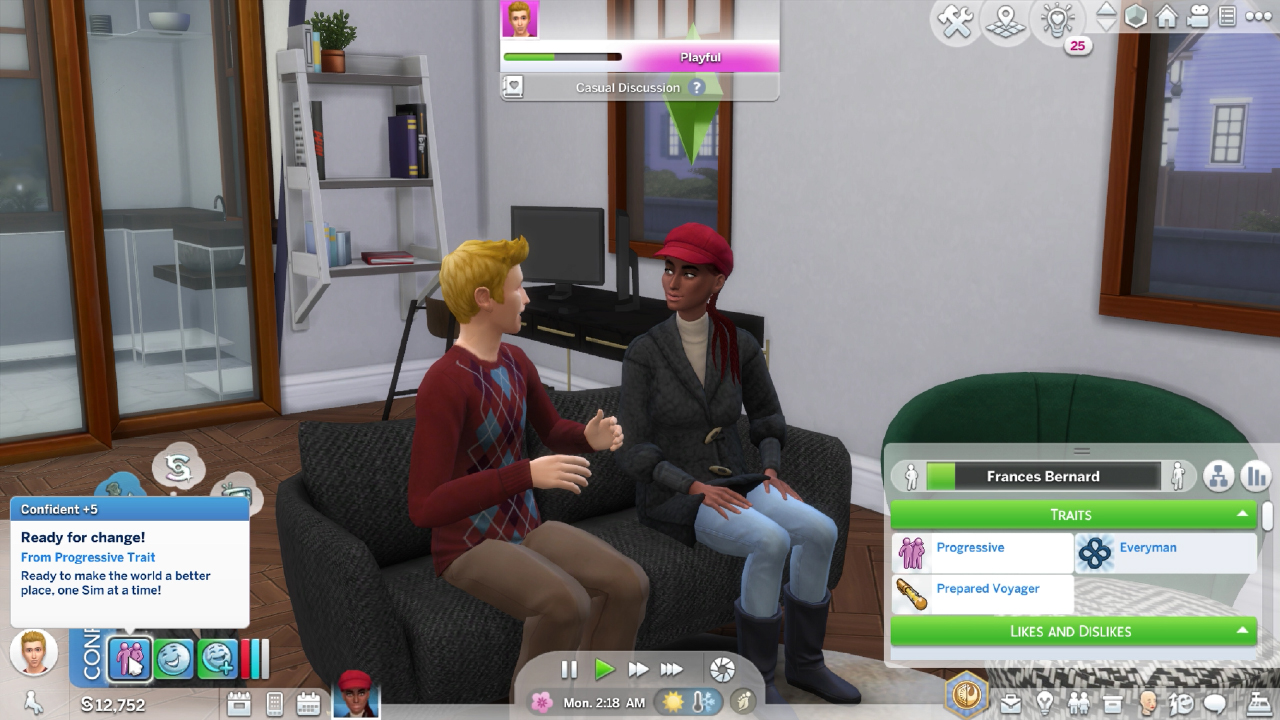 Playful
Casual Discussion ?
25
Confident +5
Ready for change!
From Progressive Trait
Ready to make the world a better
place, one Sim at a time!
CONF
§12,752
Mon. 2:18 AM
Frances Bernard
TRAITS
Progressive
Everyman
Prepared Voyager
LIKES AND DISLIKES